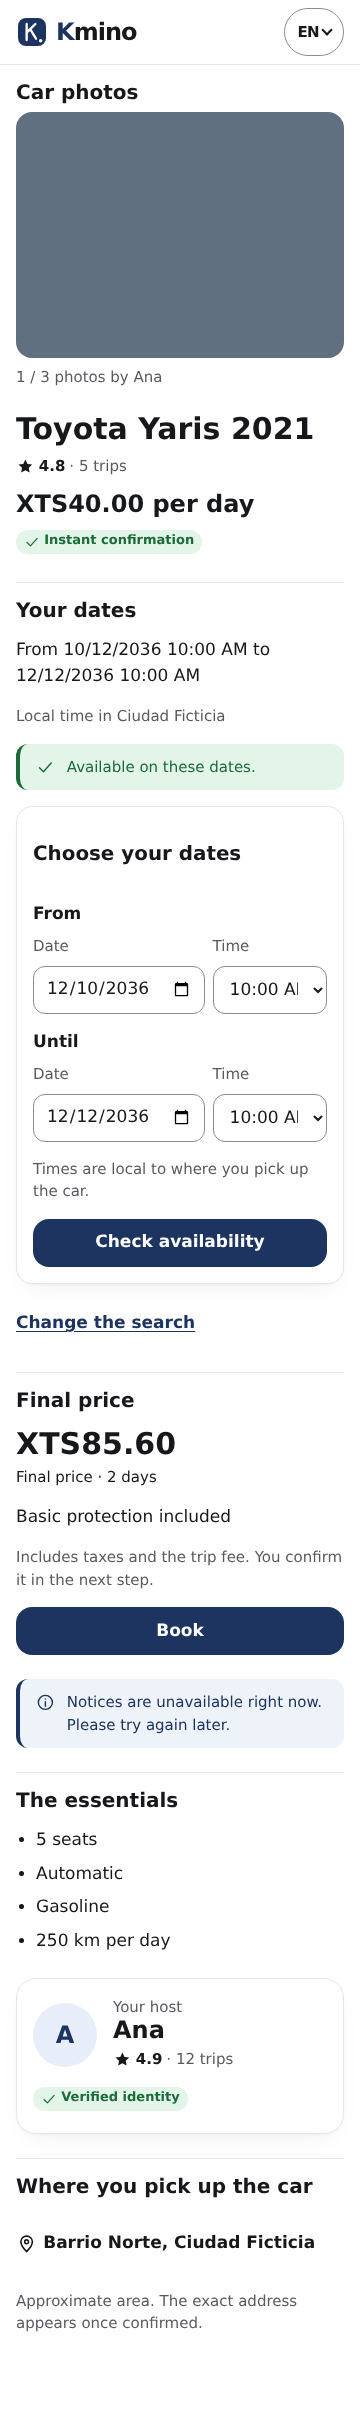 K. Kmino
EN
Car photos
1 / 3 photos by Ana
Toyota Yaris 2021
★ 4.8 · 5 trips
XTS40.00 per day
Instant confirmation
Your dates
From 10/12/2036 10:00 AM to
12/12/2036 10:00 AM
Local time in Ciudad Ficticia
Available on these dates.
Choose your dates
From
Date Time
12/10/2036 10:00 A
Until
Date Time
12/12/2036 10:00 A
Times are local to where you pick up
the car.
Check availability
Change the search
Final price
XTS85.60
Final price · 2 days
Basic protection included
Includes taxes and the trip fee. You confirm
it in the next step.
Book
Notices are unavailable right now.
Please try again later.
The essentials
• 5 seats
• Automatic
• Gasoline
• 250 km per day
A
Your host
Ana
★ 4.9 · 12 trips
Verified identity
Where you pick up the car
Barrio Norte, Ciudad Ficticia
Approximate area. The exact address
appears once confirmed.